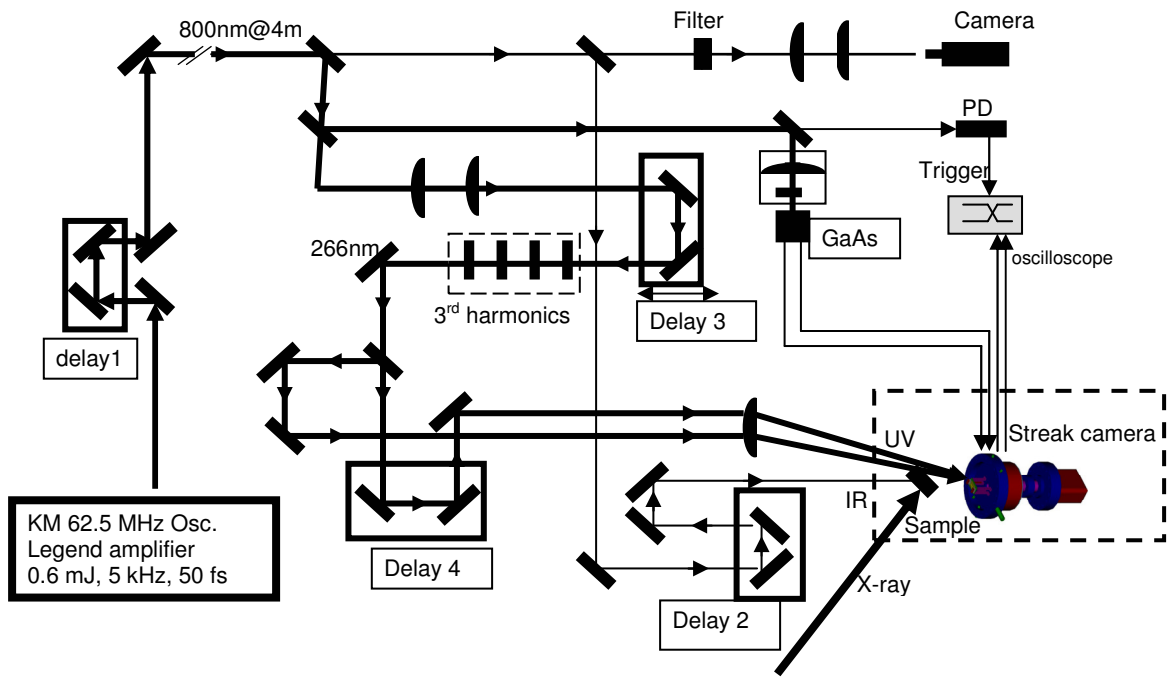 800nm@4m
Filter
Camera
PD
Trigger
GaAs
oscilloscope
266nm
3rd harmonics
Delay 3
delay1
UV
Streak camera
IR
Sample
KM 62.5 MHz Osc.
Legend amplifier
0.6 mJ, 5 kHz, 50 fs
Delay 4
X-ray
Delay 2